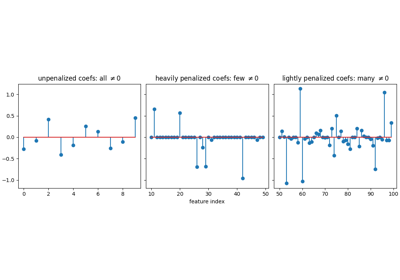 unpenalized coefs: all ≠0
heavily penalized coefs: few ≠0
lightly penalized coefs: many ≠0
1.0
0.5
0.0
−0.5
−1.0
0 2 4 6 8
10 20 30 40 50
50 60 70 80 90 100
feature index